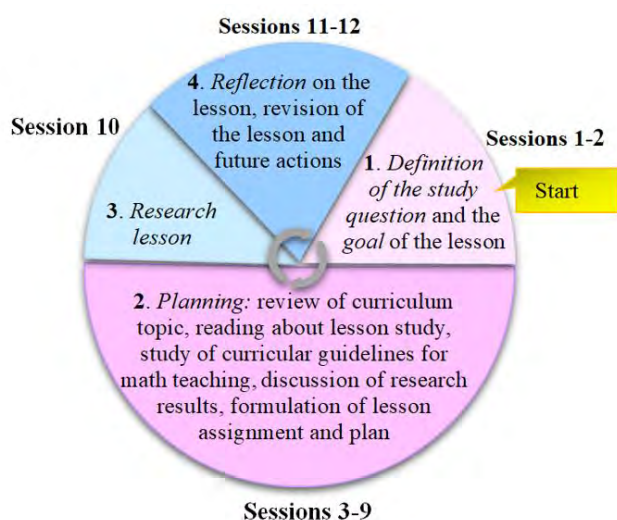 Sessions 11-12
4. Reflection on the
lesson, revision of
the lesson and
future actions
Session 10
3. Research
lesson
Sessions 1-2
1. Definition
of the study
question and the
goal of the lesson
Start
2. Planning: review of curriculum
topic, reading about lesson study,
study of curricular guidelines for
math teaching, discussion of research
results, formulation of lesson
assignment and plan
Sessions 3-9